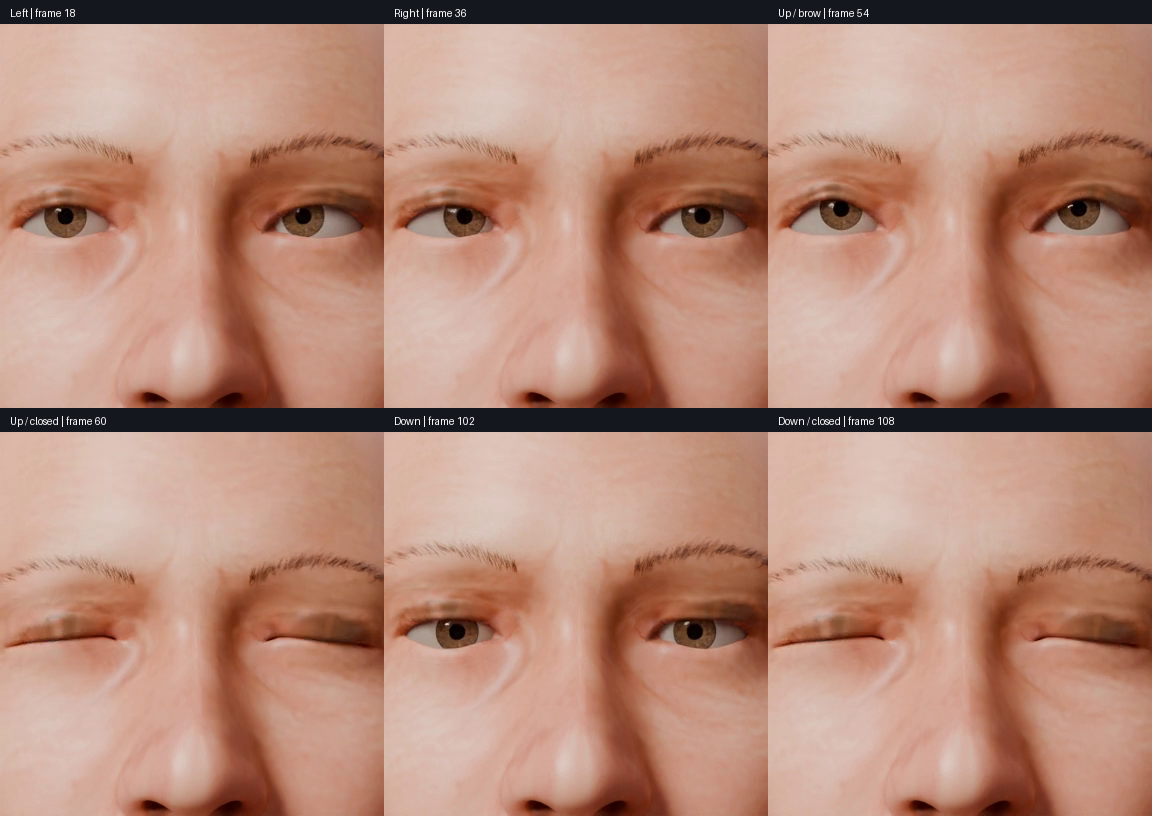 Left | frame 18
Right | frame 36
Up / brow | frame 54
Up / closed | frame 60
Down | frame 102
Down / closed | frame 108